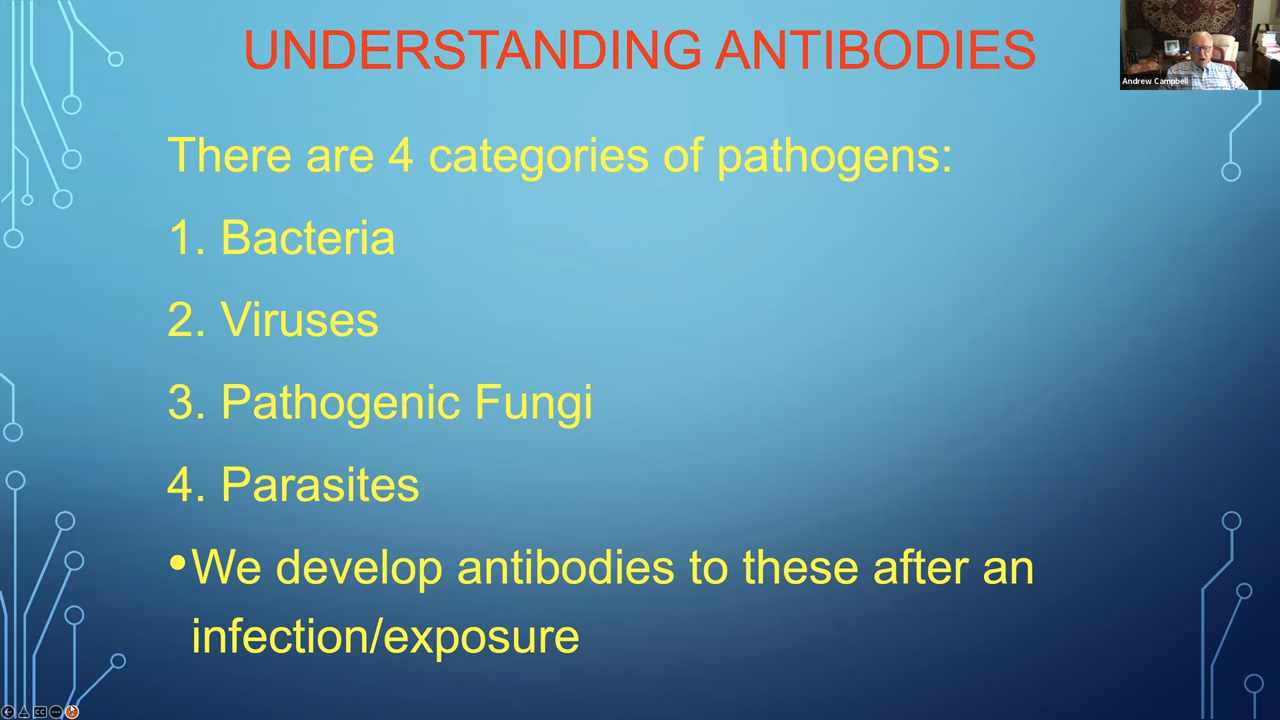 UNDERSTANDING ANTIBODIES
Andrew Campbell
There are 4 categories of pathogens:
1. Bacteria
2. Viruses
3. Pathogenic Fungi
4. Parasites
•We develop antibodies to these after an
infection/exposure